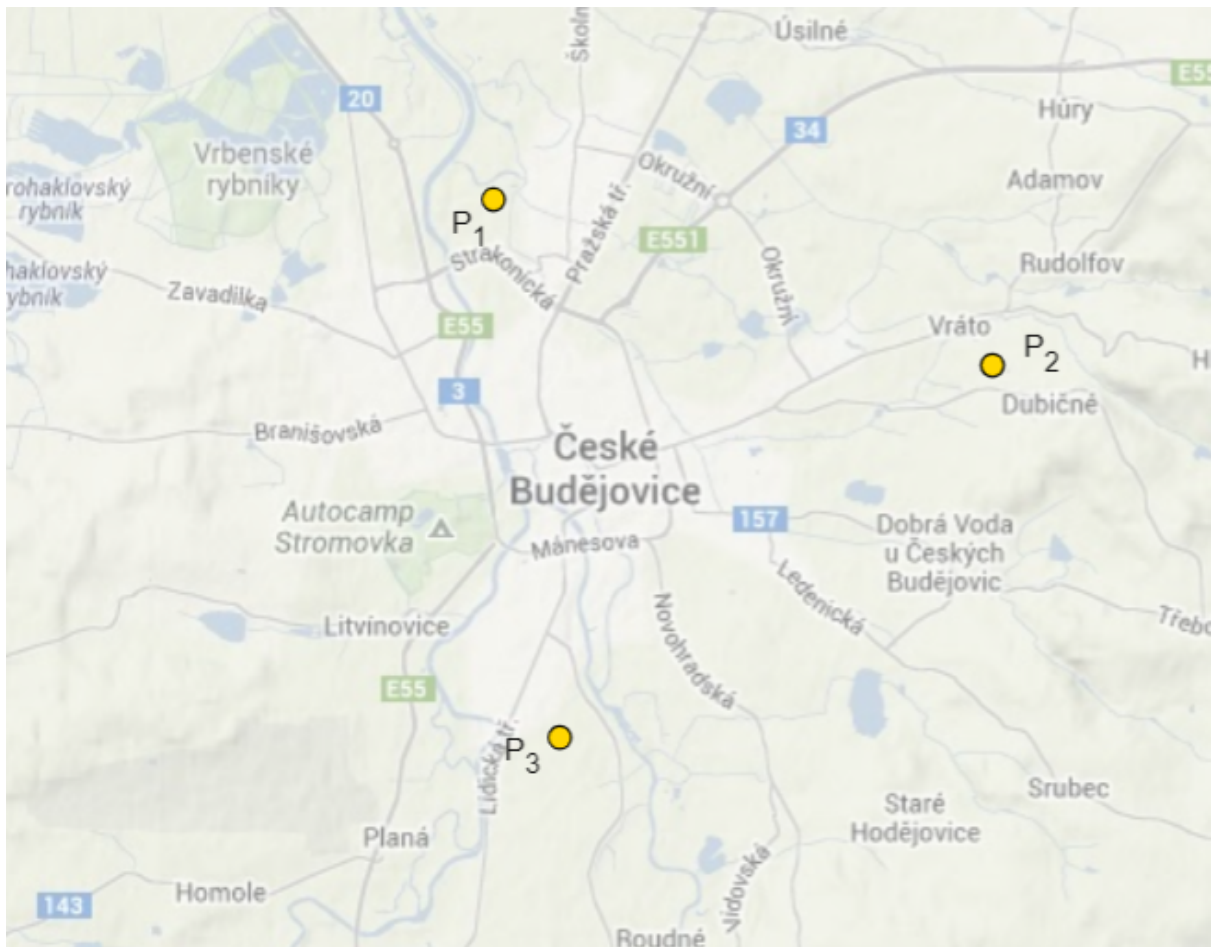 Úsilné
Školn
E55
20
Hůry
34
Vrbenské
rybníky
Okružní
Adamov
rohaklovský
rybník
P1
Pražská tř.
E551
Strakonická
Okružní
Rudolfov
haklovský
rybník
Zavadilka
E55
Vráto
P2
3
Dubičné
Branišovská
České
Budějovice
Autocamp
Stromovka
157
Dobrá Voda
u Českých
Budějovic
Mánesova
Ledenická
Litvínovice
Třebo
Novohradská
E55
P3
Lidická tř.
Srubec
Staré
Hodějovice
Planá
Vidovská
Homole
143
Roudné